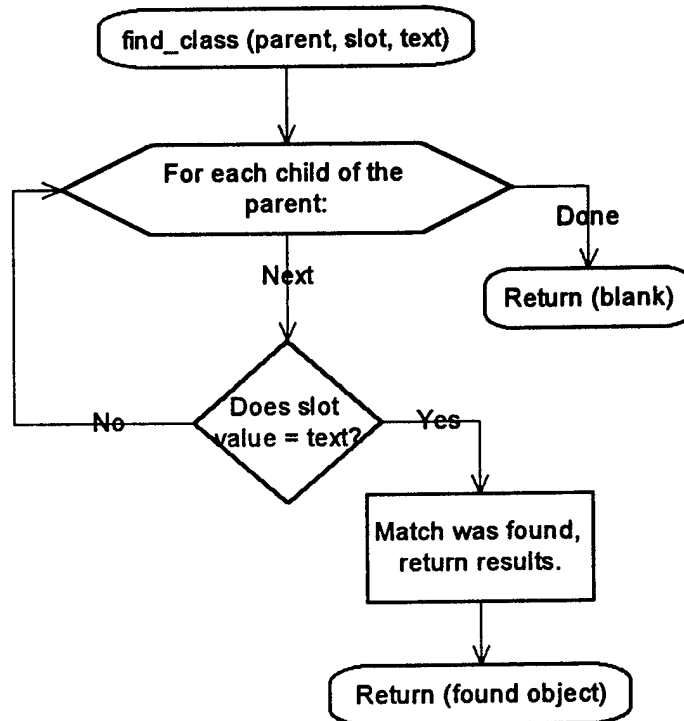 find_class (parent, slot, text)
For each child of the
parent:
Done
Next
Return (blank)
Does slot
value = text?
No
Yes
Match was found,
return results.
Return (found object)